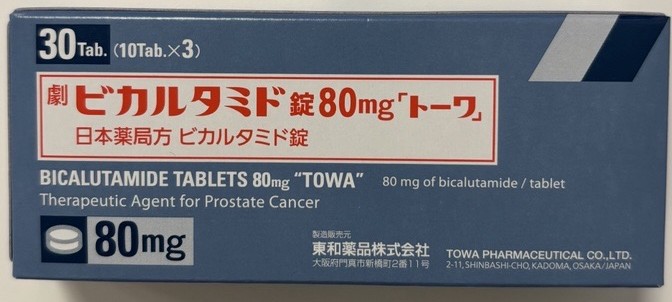 30Tab. (10Tab.×3)
劇 ビカルタミド錠80mg「トーワ」
日本薬局方 ビカルタミド錠
BICALUTAMIDE TABLETS 80mg "TOWA" 80 mg of bicalutamide / tablet
Therapeutic Agent for Prostate Cancer
80mg
製造販売元
東和薬品株式会社 TOWA PHARMACEUTICAL CO.,LTD.
大阪府門真市新橋町2番11号 2-11, SHINBASHI-CHO, KADOMA, OSAKA/JAPAN